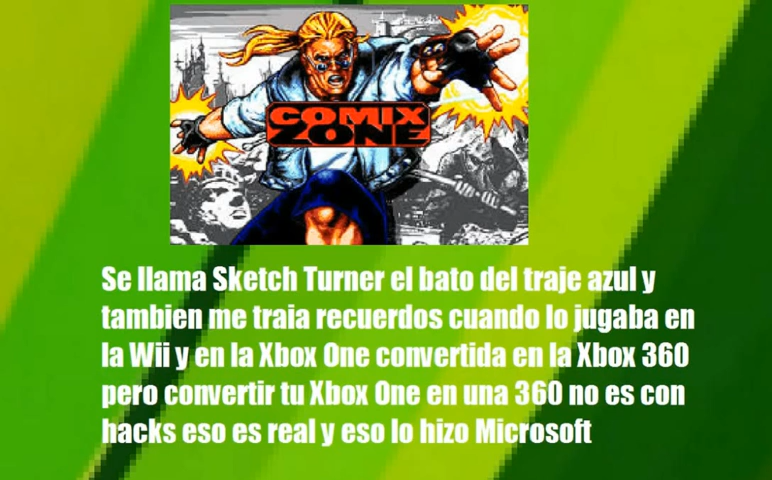 COMIX
ZONE
Se llama Sketch Turner el bato del traje azul y
tambien me traia recuerdos cuando lo jugaba en
la Wii y en la Xbox One convertida en la Xbox 360
pero convertir tu Xbox One en una 360 no es con
hacks eso es real y eso lo hizo Microsoft